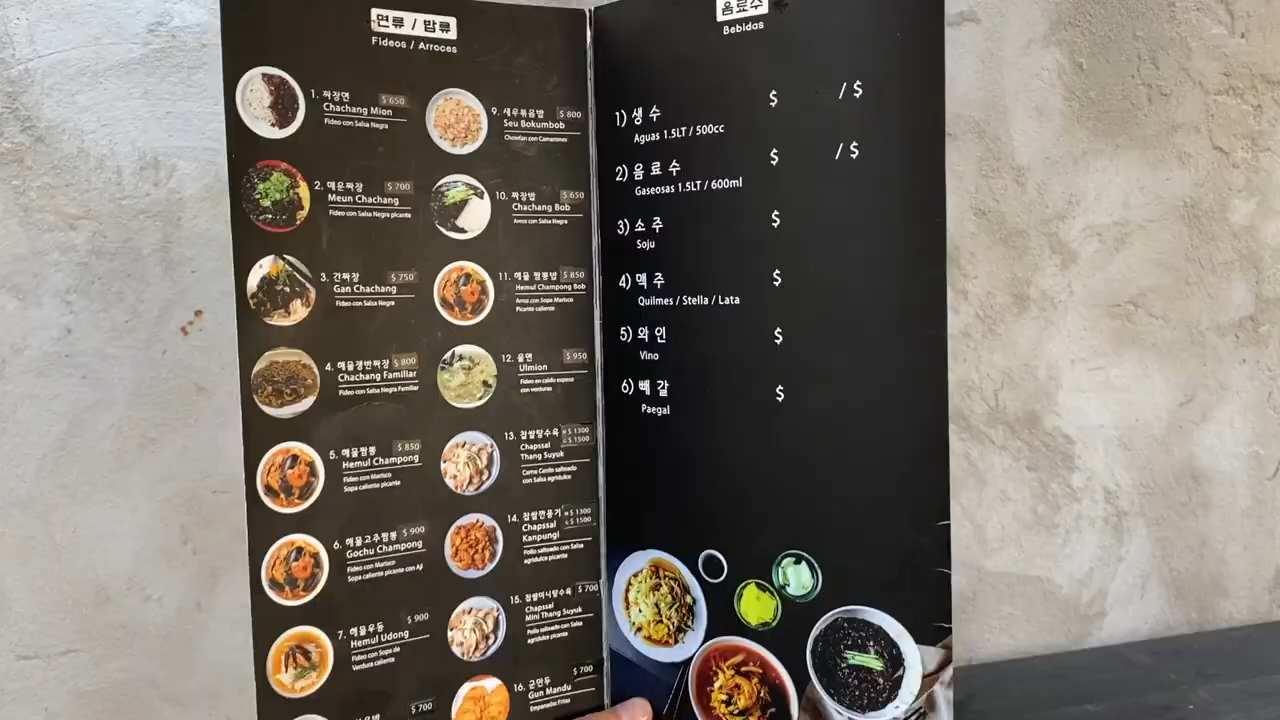 면류 / 밥류
Fideos / Arroces
1. 짜장면 $ 650
Chachang Mion
Fideo con Salsa Negra
2. 매운짜장 $ 700
Meun Chachang
Fideo con Salsa Negra picante
3. 간짜장 $ 750
Gan Chachang
Fideo con Salsa Negra
4. 해물쟁반짜장 $ 800
Chachang Familiar
Fideo con Salsa Negra Familiar
5. 해물짬뽕 $ 850
Hemul Champong
Fideo con Marisco
Sopa caliente picante
6. 해물고추짬뽕 $ 900
Gochu Champong
Fideo con Marisco
Sopa caliente picante con Aji
7. 해물우동 $ 900
Hemul Udong
Fideo con Sopa de
Verdura caliente
$ 700
9. 새우볶음밥 $ 800
Seu Bokumbob
Chowfan con Camarones
10. 짜장밥 $ 650
Chachang Bob
Arroz con Salsa Negra
11. 해물 짬뽕밥 $ 850
Hemul Champong Bob
Arroz con Sopa Marisco
Picante caliente
12. 울면 $ 950
Ulmion
Fideo en caldo espeso
con verduras
13. 찹쌀탕수육 M $ 1300
G $ 1500
Chapssal
Thang Suyuk
Carne Cerdo salteado
con Salsa agridulce
14. 찹쌀깐풍기 M $ 1300
G $ 1500
Chapssal
Kanpungi
Pollo salteado con Salsa
agridulce picante
15. 찹쌀미니탕수육 $ 700
Chapssal
Mini Thang Suyuk
Pollo salteado con Salsa
agridulce picante
16. 군만두 $ 700
Gun Mandu
Empanadas Fritas
음료수
Bebidas
1) 생 수 $ / $
Aguas 1.5LT / 500cc
2) 음 료 수 $ / $
Gaseosas 1.5LT / 600ml
3) 소 주 $
Soju
4) 맥 주 $
Quilmes / Stella / Lata
5) 와 인 $
Vino
6) 빼 갈 $
Paegal